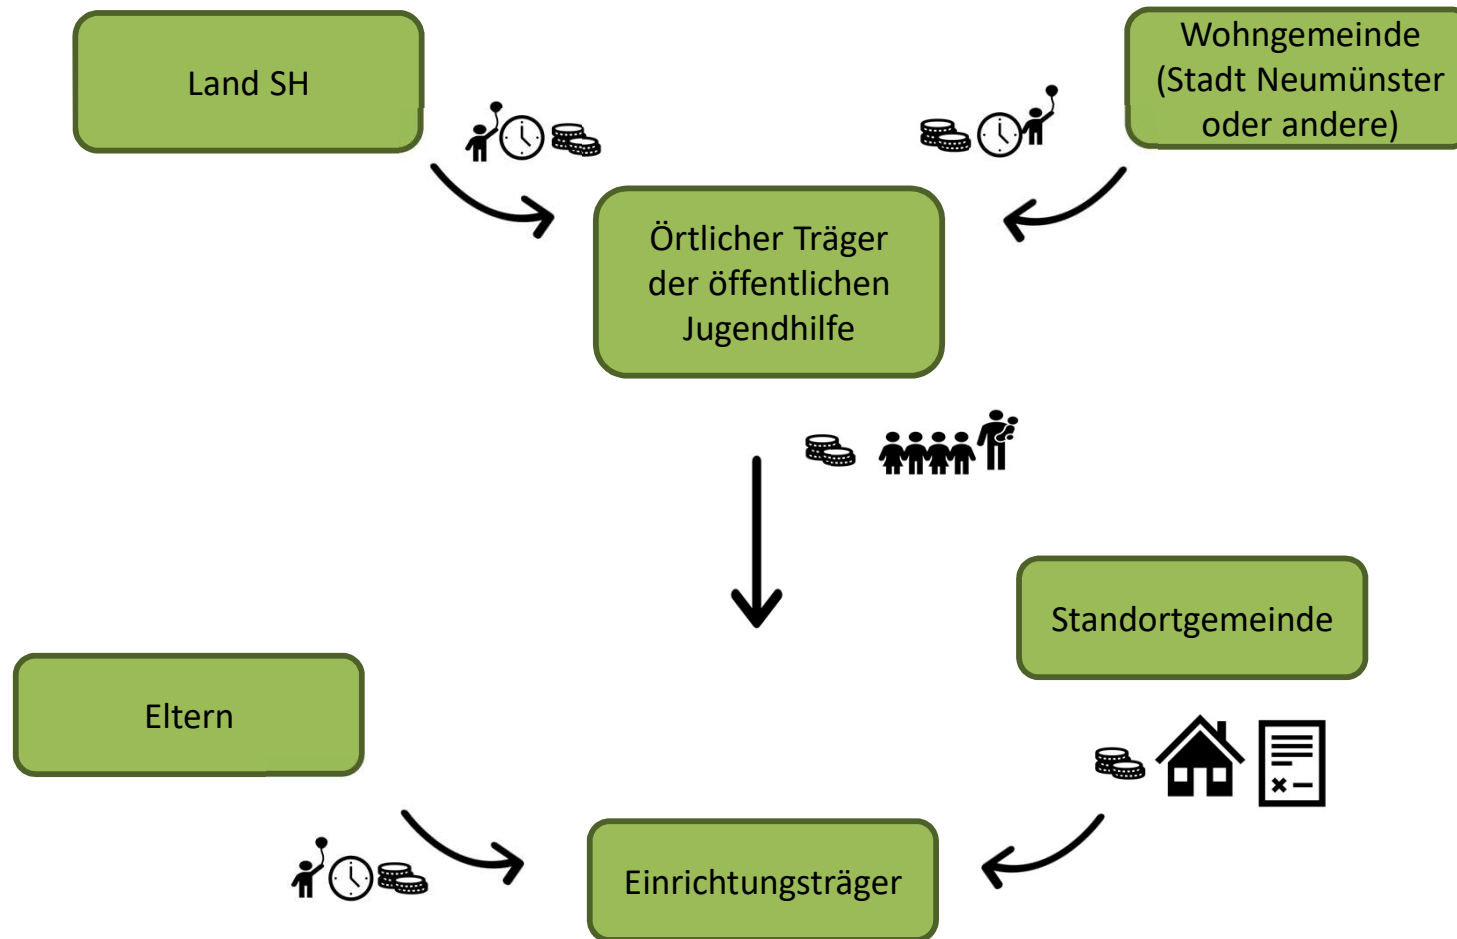 Land SH
Wohngemeinde
(Stadt Neumünster
oder andere)
Örtlicher Träger
der öffentlichen
Jugendhilfe
Standortgemeinde
Eltern
Einrichtungsträger